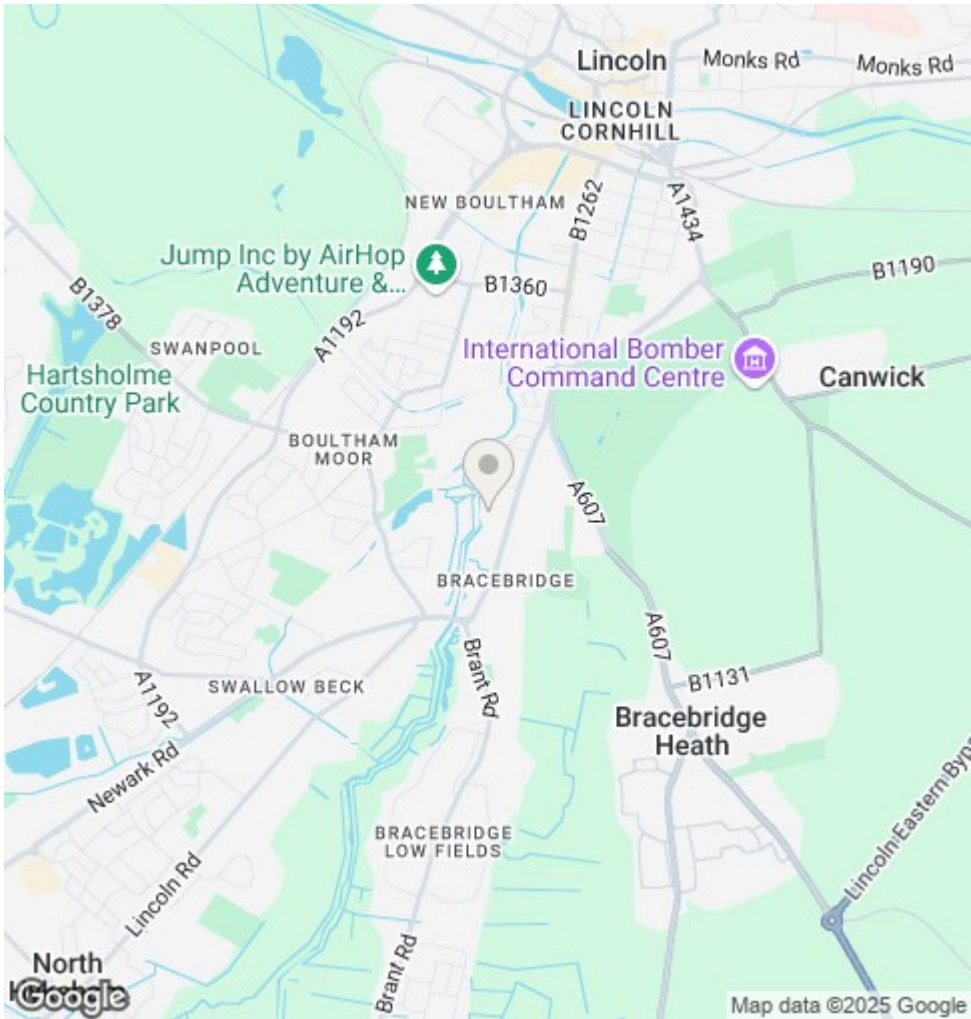 Lincoln
Monks Rd
Monks Rd
LINCOLN
CORNHILL
A1434
NEW BOULTHAM
B1262
Jump Inc by AirHop
Adventure &...
B1360
B1190
B1378
A1192
SWANPOOL
International Bomber
Command Centre
Hartsholme
Country Park
Canwick
BOULTHAM
MOOR
A607
BRACEBRIDGE
A607
Brant Rd
B1131
SWALLOW BECK
A1192
Bracebridge
Heath
Newark Rd
BRACEBRIDGE
LOW FIELDS
Lincoln Eastern Bypa
Lincoln Rd
Brant Rd
North
Google
Map data ©2025 Google